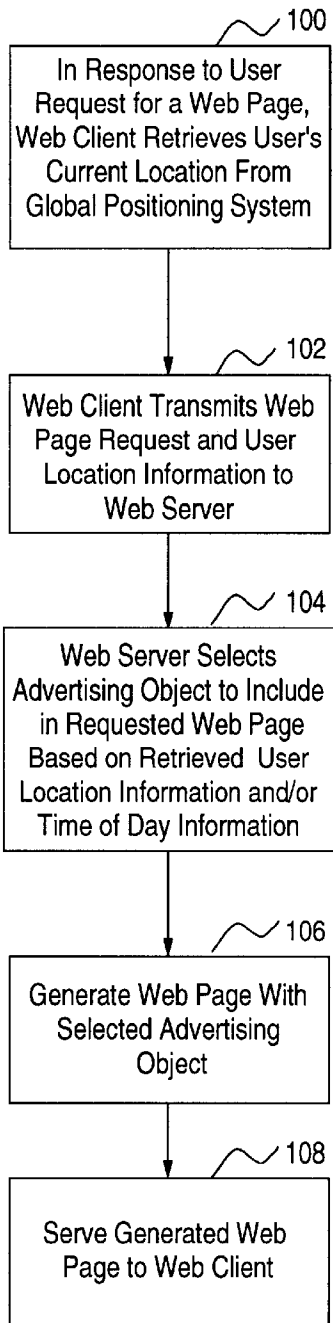 100
In Response to User
Request for a Web Page,
Web Client Retrieves User's
Current Location From
Global Positioning System
102
Web Client Transmits Web
Page Request and User
Location Information to
Web Server
104
Web Server Selects
Advertising Object to Include
in Requested Web Page
Based on Retrieved User
Location Information and/or
Time of Day Information
106
Generate Web Page With
Selected Advertising
Object
108
Serve Generated Web
Page to Web Client